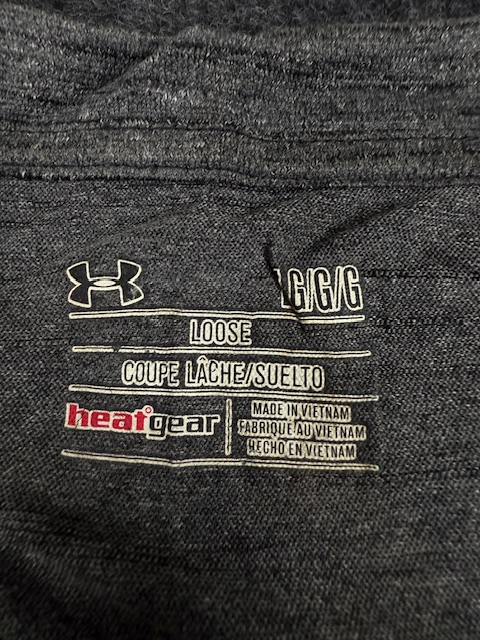 LG/G/G
LOOSE
COUPE LÂCHE/SUELTO
heatgear
MADE IN VIETNAM
FABRIQUÉ AU VIETNAM
HECHO EN VIETNAM